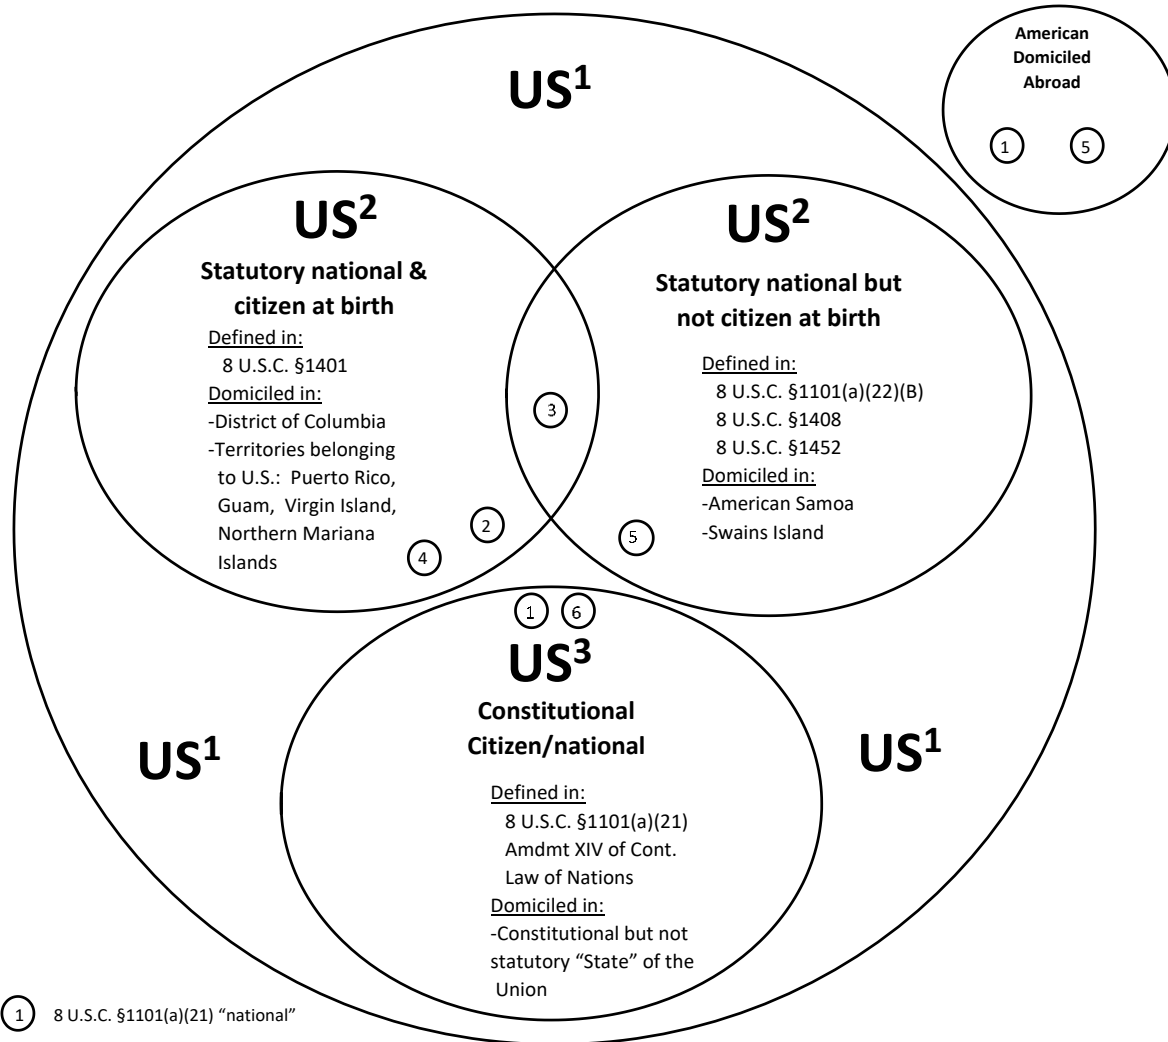 US¹
American
Domiciled
Abroad
1 5
US²
Statutory national &
citizen at birth
Defined in:
8 U.S.C. §1401
Domiciled in:
-District of Columbia
-Territories belonging
to U.S.: Puerto Rico,
Guam, Virgin Island,
Northern Mariana
Islands
2
4
3
US²
Statutory national but
not citizen at birth
Defined in:
8 U.S.C. §1101(a)(22)(B)
8 U.S.C. §1408
8 U.S.C. §1452
Domiciled in:
-American Samoa
-Swains Island
5
1 6
US³
Constitutional
Citizen/national
Defined in:
8 U.S.C. §1101(a)(21)
Amdmt XIV of Cont.
Law of Nations
Domiciled in:
-Constitutional but not
statutory “State” of the
Union
US¹
US¹
1 8 U.S.C. §1101(a)(21) “national”